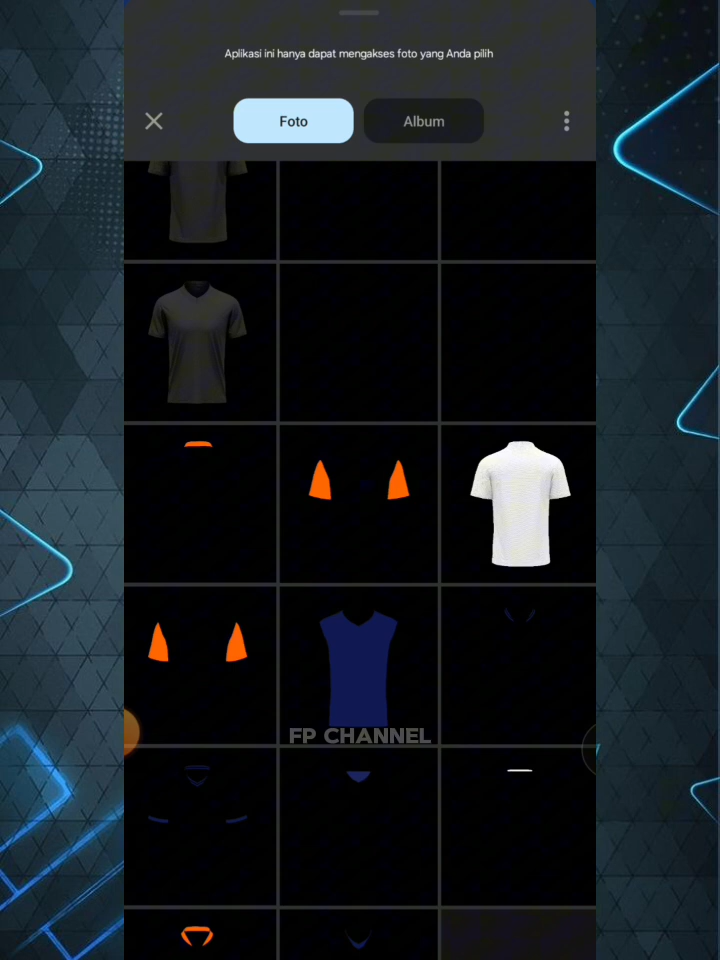 Aplikasi ini hanya dapat mengakses foto yang Anda pilih
Foto
Album
FP CHANNEL